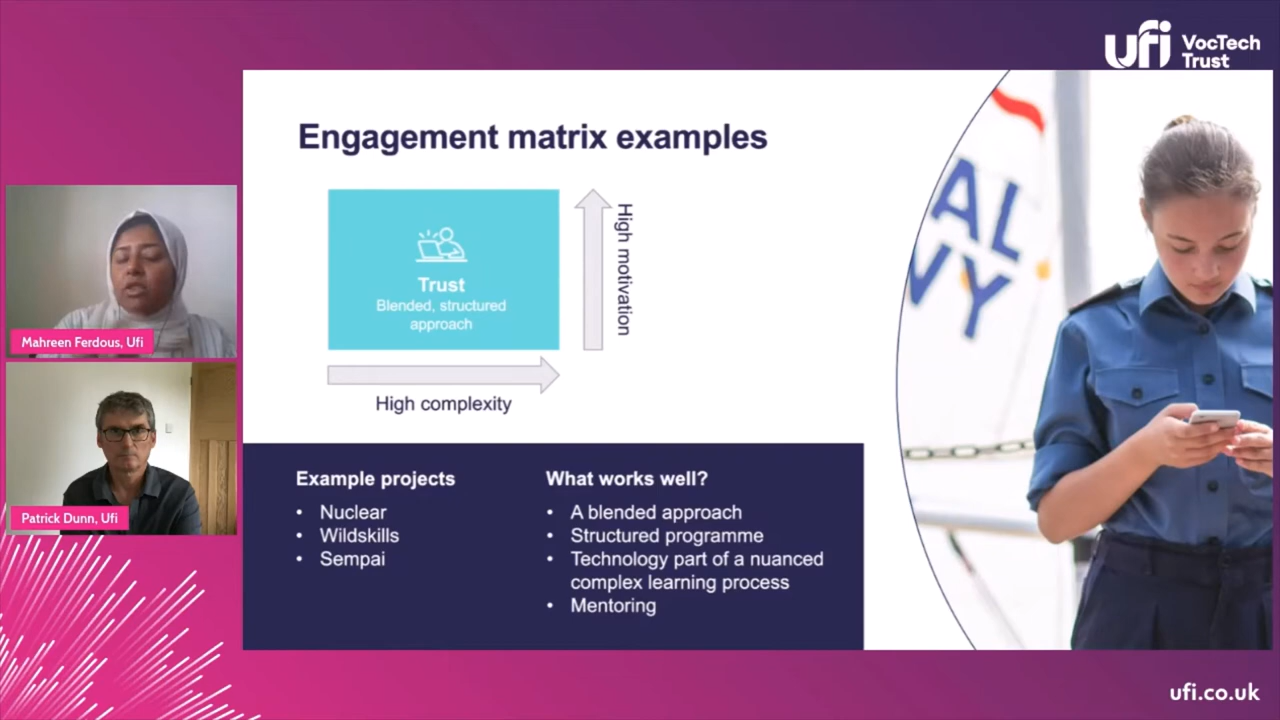 ufi VocTech
Trust
Engagement matrix examples
Trust
Blended, structured
approach
High motivation
High complexity
AL
VY
Mahreen Ferdous, Ufi
Patrick Dunn, Ufi
Example projects
• Nuclear
• Wildskills
• Sempai
What works well?
• A blended approach
• Structured programme
• Technology part of a nuanced
complex learning process
• Mentoring
ufi.co.uk